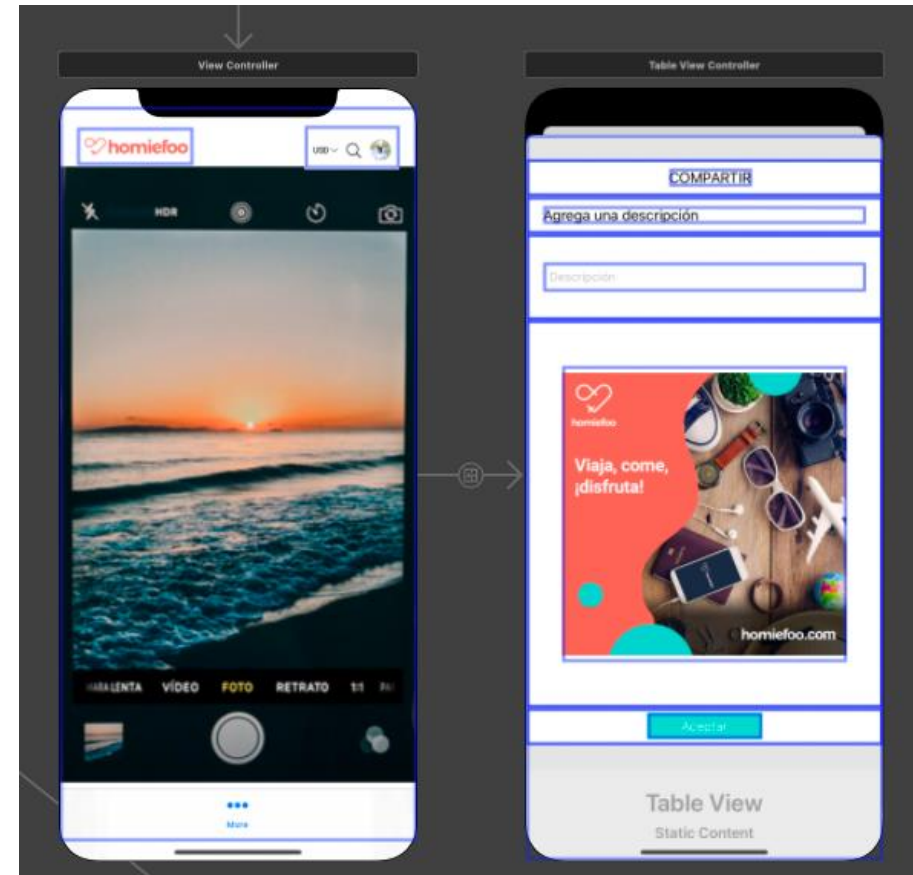 View Controller
homiefoo
USD
HDR
VÍDEO
FOTO
RETRATO
1:1
More
Table View Controller
COMPARTIR
Agrega una descripción
Descripción
homiefoo
Viaja, come,
¡disfruta!
homiefoo.com
Aceptar
Table View
Static Content